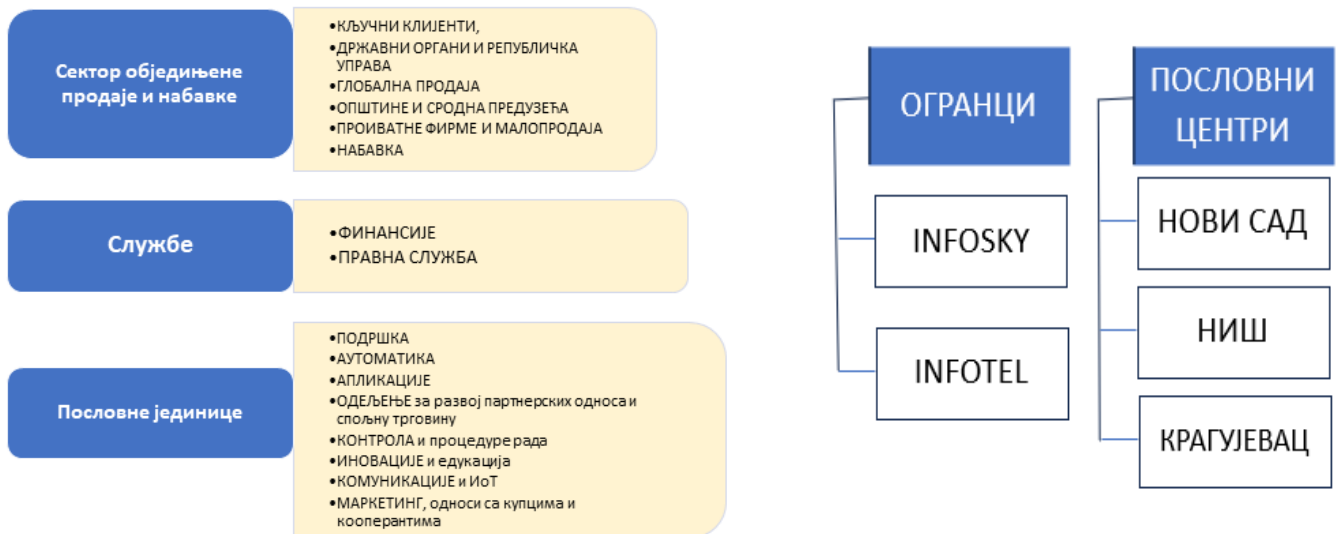 Сектор обједињене
продаје и набавке
•КЉУЧНИ КЛИЈЕНТИ,
•ДРЖАВНИ ОРГАНИ И РЕПУБЛИЧКА
УПРАВА
•ГЛОБАЛНА ПРОДАЈА
•ОПШТИНЕ И СРОДНА ПРЕДУЗЕЋА
•ПРОИВАТНЕ ФИРМЕ И МАЛОПРОДАЈА
•НАБАВКА
Службе
•ФИНАНСИЈЕ
•ПРАВНА СЛУЖБА
Пословне јединице
•ПОДРШКА
•АУТОМАТИКА
•АПЛИКАЦИЈЕ
•ОДЕЉЕЊЕ за развој партнерских односа и
спољну трговину
•КОНТРОЛА и процедуре рада
•ИНОВАЦИЈЕ и едукација
•КОМУНИКАЦИЈЕ и ИоТ
•МАРКЕТИНГ, односи са купцима и
кооперантима
ОГРАНЦИ
INFOSKY
INFOTEL
ПОСЛОВНИ
ЦЕНТРИ
НОВИ САД
НИШ
КРАГУЈЕВАЦ